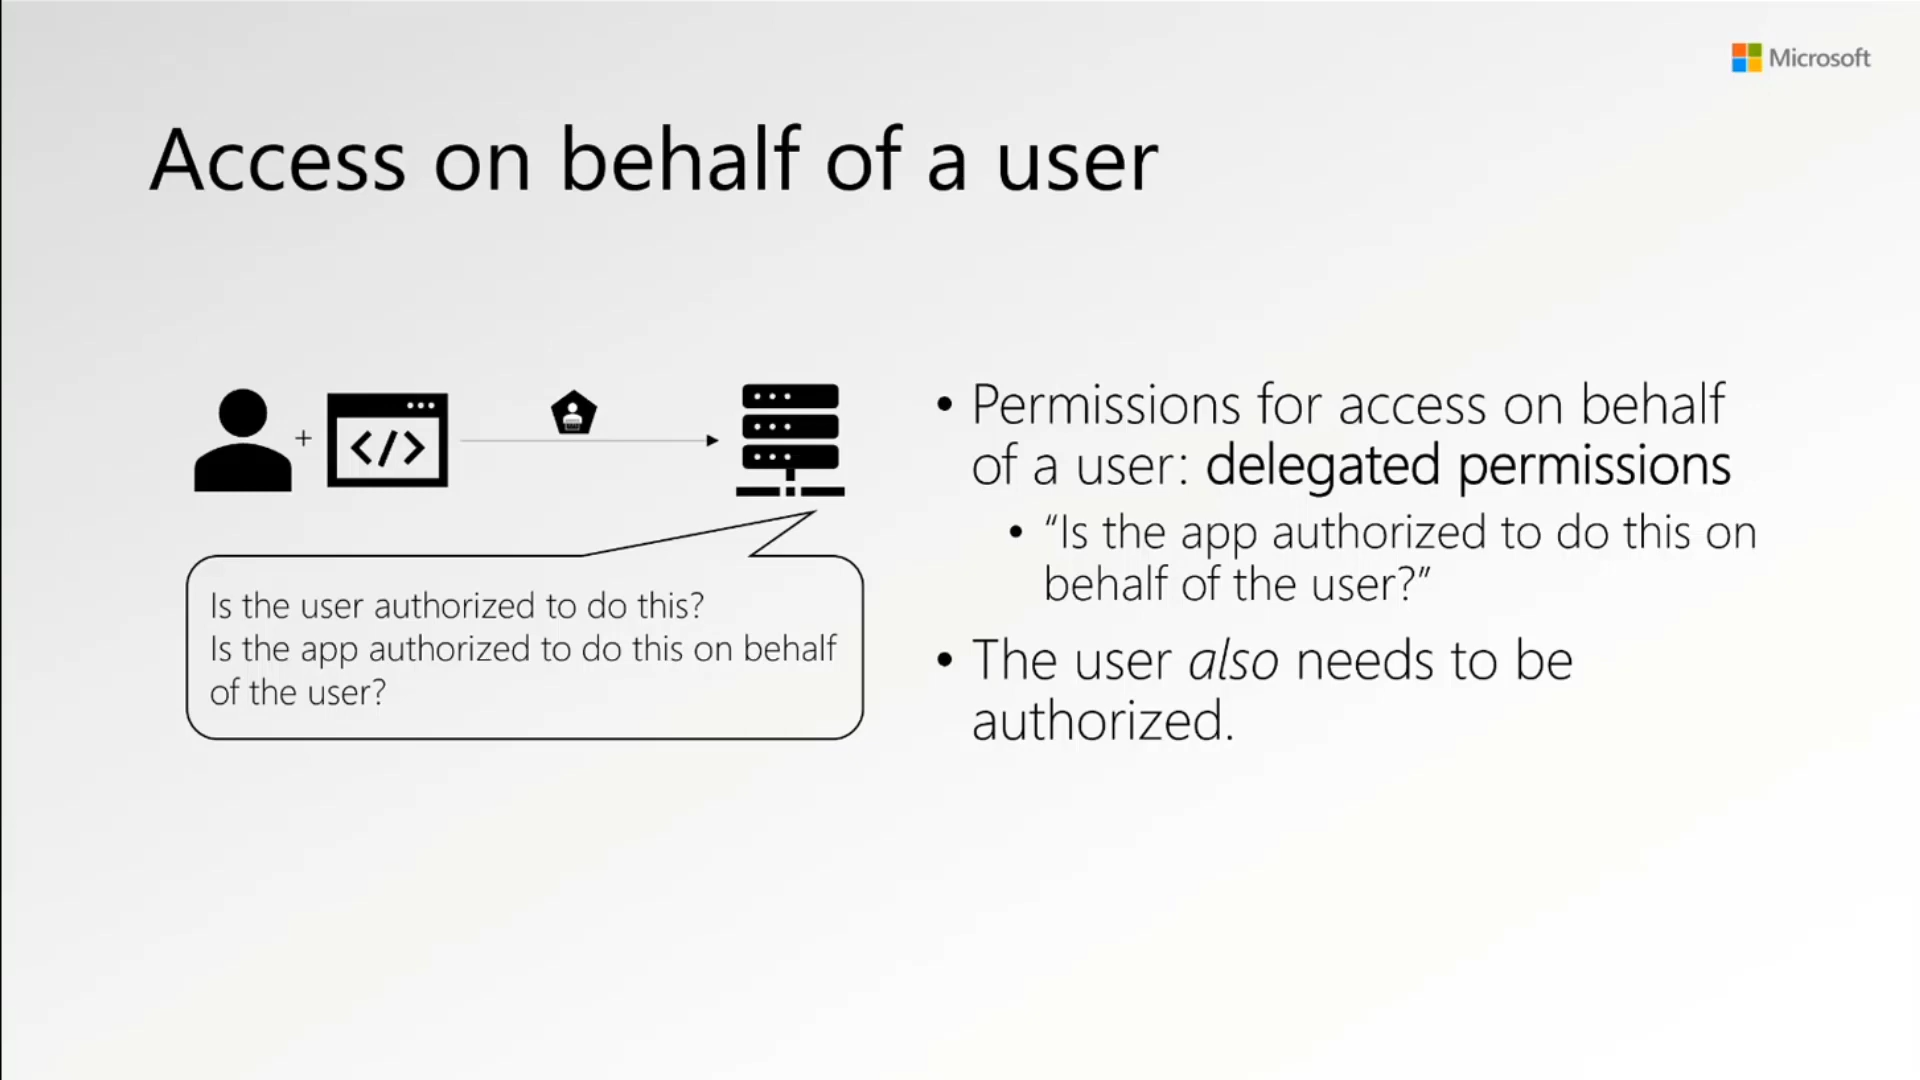 Microsoft
Access on behalf of a user
+
</>
Is the user authorized to do this?
Is the app authorized to do this on behalf
of the user?
• Permissions for access on behalf
of a user: delegated permissions
• “Is the app authorized to do this on
behalf of the user?”
• The user also needs to be
authorized.